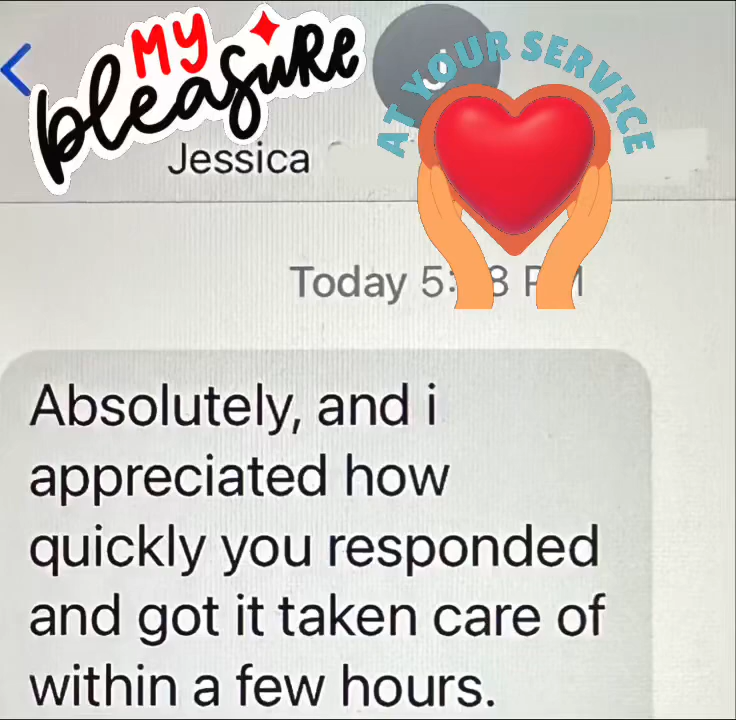 MY
pleasure
AT YOUR SERVICE
Jessica
Today
Absolutely, and i
appreciated how
quickly you responded
and got it taken care of
within a few hours.